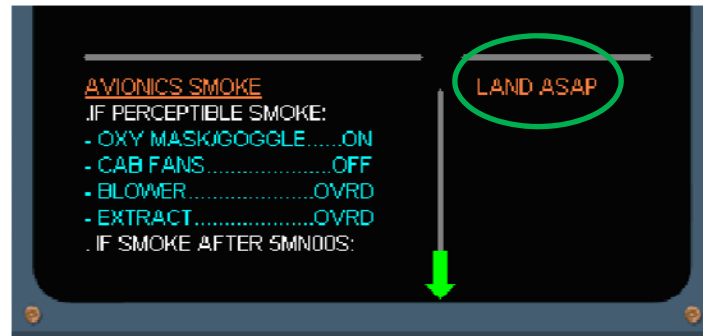 AVIONICS SMOKE
LAND ASAP
.IF PERCEPTIBLE SMOKE:
- OXY MASK/GOGGLE......ON
- CAB FANS.....................OFF
- BLOWER.....................OVRD
- EXTRACT....................OVRD
. IF SMOKE AFTER 5MN00S: